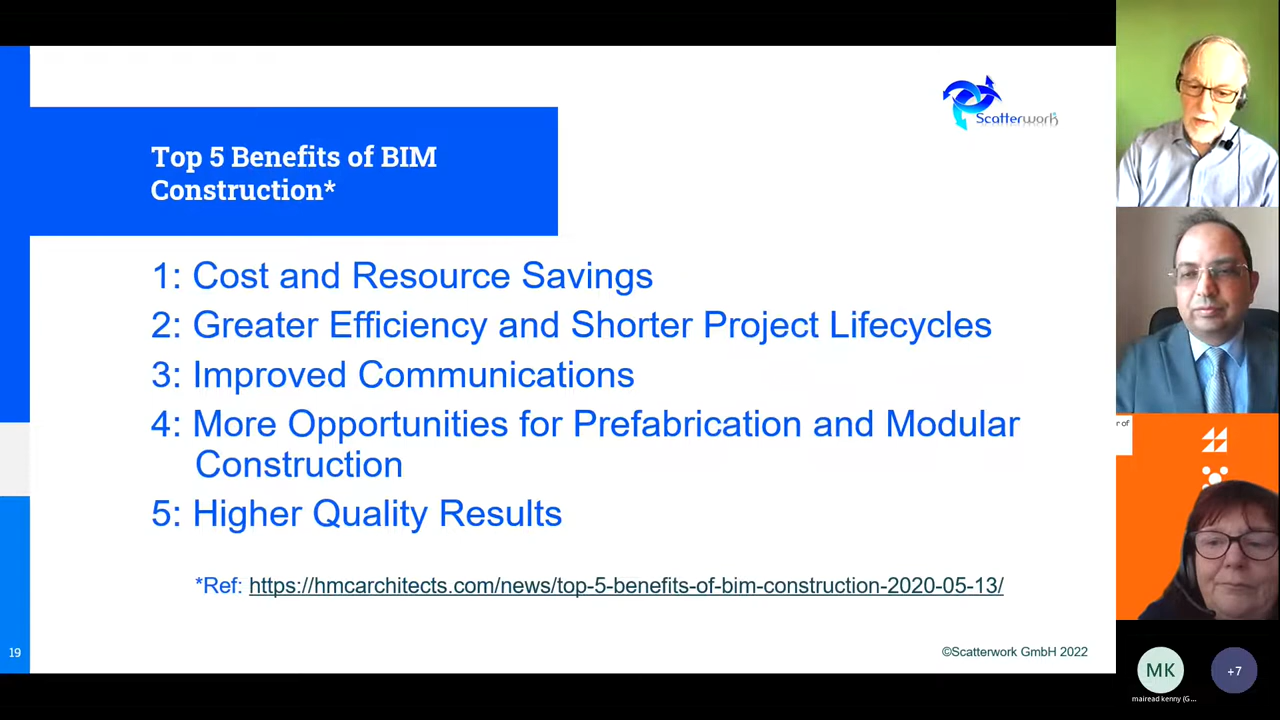 Scatterwork
Top 5 Benefits of BIM
Construction*
1: Cost and Resource Savings
2: Greater Efficiency and Shorter Project Lifecycles
3: Improved Communications
4: More Opportunities for Prefabrication and Modular
Construction
5: Higher Quality Results
*Ref: https://hmcarchitects.com/news/top-5-benefits-of-bim-construction-2020-05-13/
19
©Scatterwork GmbH 2022
r of
MK
+7
mairead kenny (G...